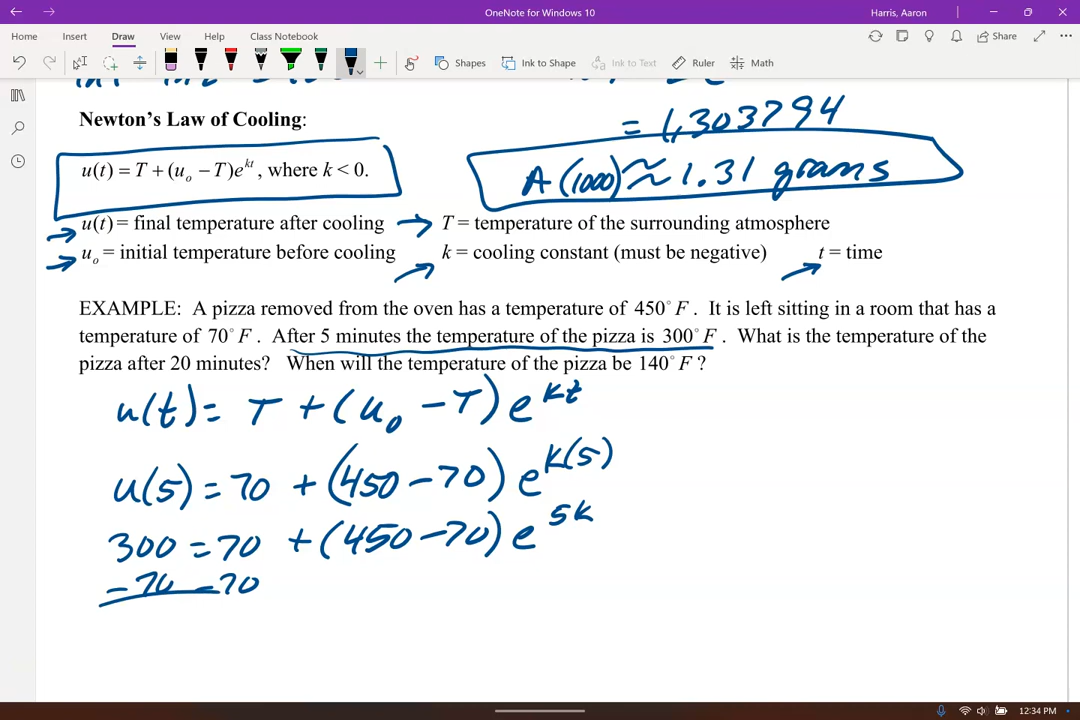 OneNote for Windows 10
Harris, Aaron
Home Insert Draw View Help Class Notebook
Share
Shapes Ink to Shape Ink to Text Ruler Math
= 1.303794
Newton's Law of Cooling:
u(t) = T + (uₒ − T)e^{kt}, where k < 0.
A(1000) ≈ 1.31 grams
u(t) = final temperature after cooling → T = temperature of the surrounding atmosphere
→ uₒ = initial temperature before cooling → k = cooling constant (must be negative) → t = time
EXAMPLE: A pizza removed from the oven has a temperature of 450° F. It is left sitting in a room that has a
temperature of 70° F. After 5 minutes the temperature of the pizza is 300° F. What is the temperature of the
pizza after 20 minutes? When will the temperature of the pizza be 140° F?
u(t) = T + (u₀ − T) e^{kt}
u(5) = 70 + (450 − 70) e^{k(5)}
300 = 70 + (450 − 70) e^{5k}
− 70 − 70
12:34 PM